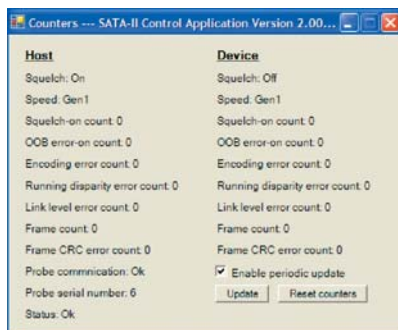 Counters --- SATA-II Control Application Version 2.00...
Host
Squelch: On
Speed: Gen1
Squelch-on count: 0
OOB error-on count: 0
Encoding error count: 0
Running disparity error count: 0
Link level error count: 0
Frame count: 0
Frame CRC error count: 0
Probe commnication: Ok
Probe serial number: 6
Status: Ok
Device
Squelch: Off
Speed: Gen1
Squelch-on count: 0
OOB error-on count: 0
Encoding error count: 0
Running disparity error count: 0
Link level error count: 0
Frame count: 0
Frame CRC error count: 0
Enable periodic update
Update
Reset counters